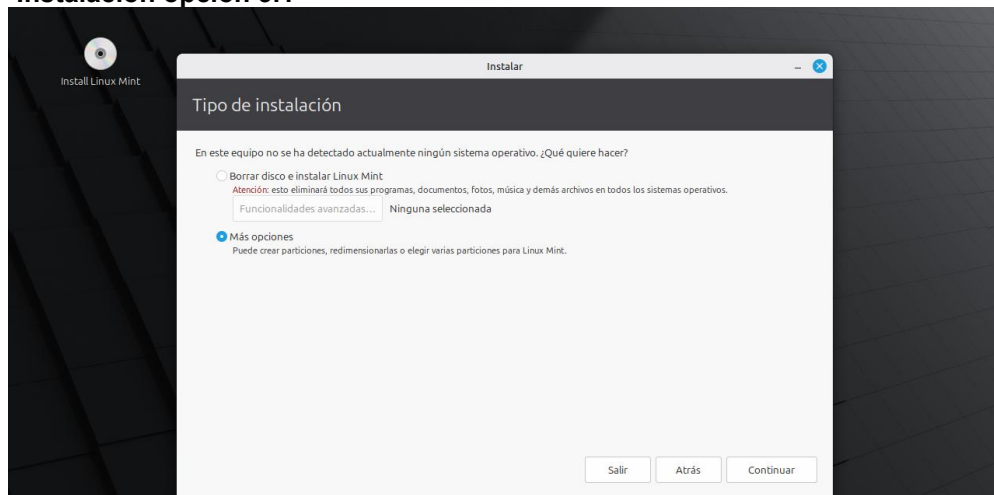 Install Linux Mint
Instalar
Tipo de instalación
En este equipo no se ha detectado actualmente ningún sistema operativo. ¿Qué quiere hacer?
Borrar disco e instalar Linux Mint
Atención: esto eliminará todos sus programas, documentos, fotos, música y demás archivos en todos los sistemas operativos.
Funcionalidades avanzadas... Ninguna seleccionada
Más opciones
Puede crear particiones, redimensionarlas o elegir varias particiones para Linux Mint.
Salir Atrás Continuar